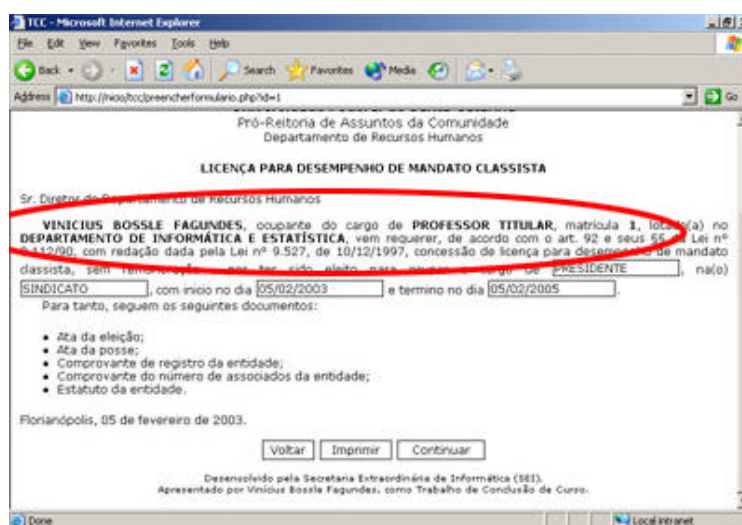 TCC - Microsoft Internet Explorer
File Edit View Favorites Tools Help
Back Search Favorites Media
Address http://nioo/tcc/preencherformulario.php?id=1 Go
Pró-Reitoria de Assuntos da Comunidade
Departamento de Recursos Humanos
LICENÇA PARA DESEMPENHO DE MANDATO CLASSISTA
Sr. Diretor do Departamento de Recursos Humanos
VINICIUS BOSSLE FAGUNDES, ocupante do cargo de PROFESSOR TITULAR, matrícula 1, lotado(a) no
DEPARTAMENTO DE INFORMÁTICA E ESTATÍSTICA, vem requerer, de acordo com o art. 92 e seus §§ da Lei nº
8.112/90, com redação dada pela Lei nº 9.527, de 10/12/1997, concessão de licença para desempenho de mandato
classista, sem remuneração por ter sido eleito para cargo de PRESIDENTE, na(o)
SINDICATO, com inicio no dia 05/02/2003 e termino no dia 05/02/2005.
Para tanto, seguem os seguintes documentos:
• Ata da eleição;
• Ata da posse;
• Comprovante de registro da entidade;
• Comprovante do número de associados da entidade;
• Estatuto da entidade.
Florianópolis, 05 de fevereiro de 2003.
Voltar Imprimir Continuar
Desenvolvido pela Secretaria Extraordinária de Informática (SEI).
Apresentado por Vinícius Bossle Fagundes, como Trabalho de Conclusão de Curso.
Done Local intranet